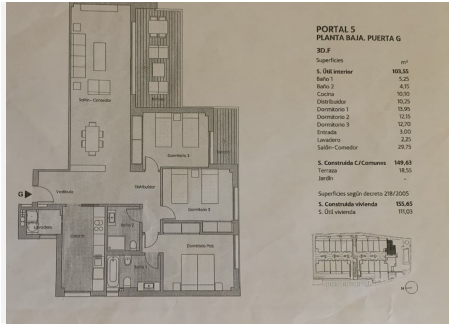 PORTAL 5
PLANTA BAJA. PUERTA G
3D.F
Superficies m²
S. Útil interior 103,55
Baño 1 5,25
Baño 2 4,15
Cocina 10,10
Distribuidor 10,25
Dormitorio 1 13,95
Dormitorio 2 12,15
Dormitorio 3 12,70
Entrada 3,00
Lavadero 2,25
Salón-Comedor 29,75
S. Construida C/Comunes 149,63
Terraza 18,55
Jardín -
Superficies según decreto 218/2005
S. Construida vivienda 155,65
S. Útil vivienda 111,03
Salón-Comedor
Dormitorio
Distribuidor
Vestíbulo
G
Dormitorio
Lavadero
Cocina
Baño 2
Dormitorio Ppal.
Baño 1
N